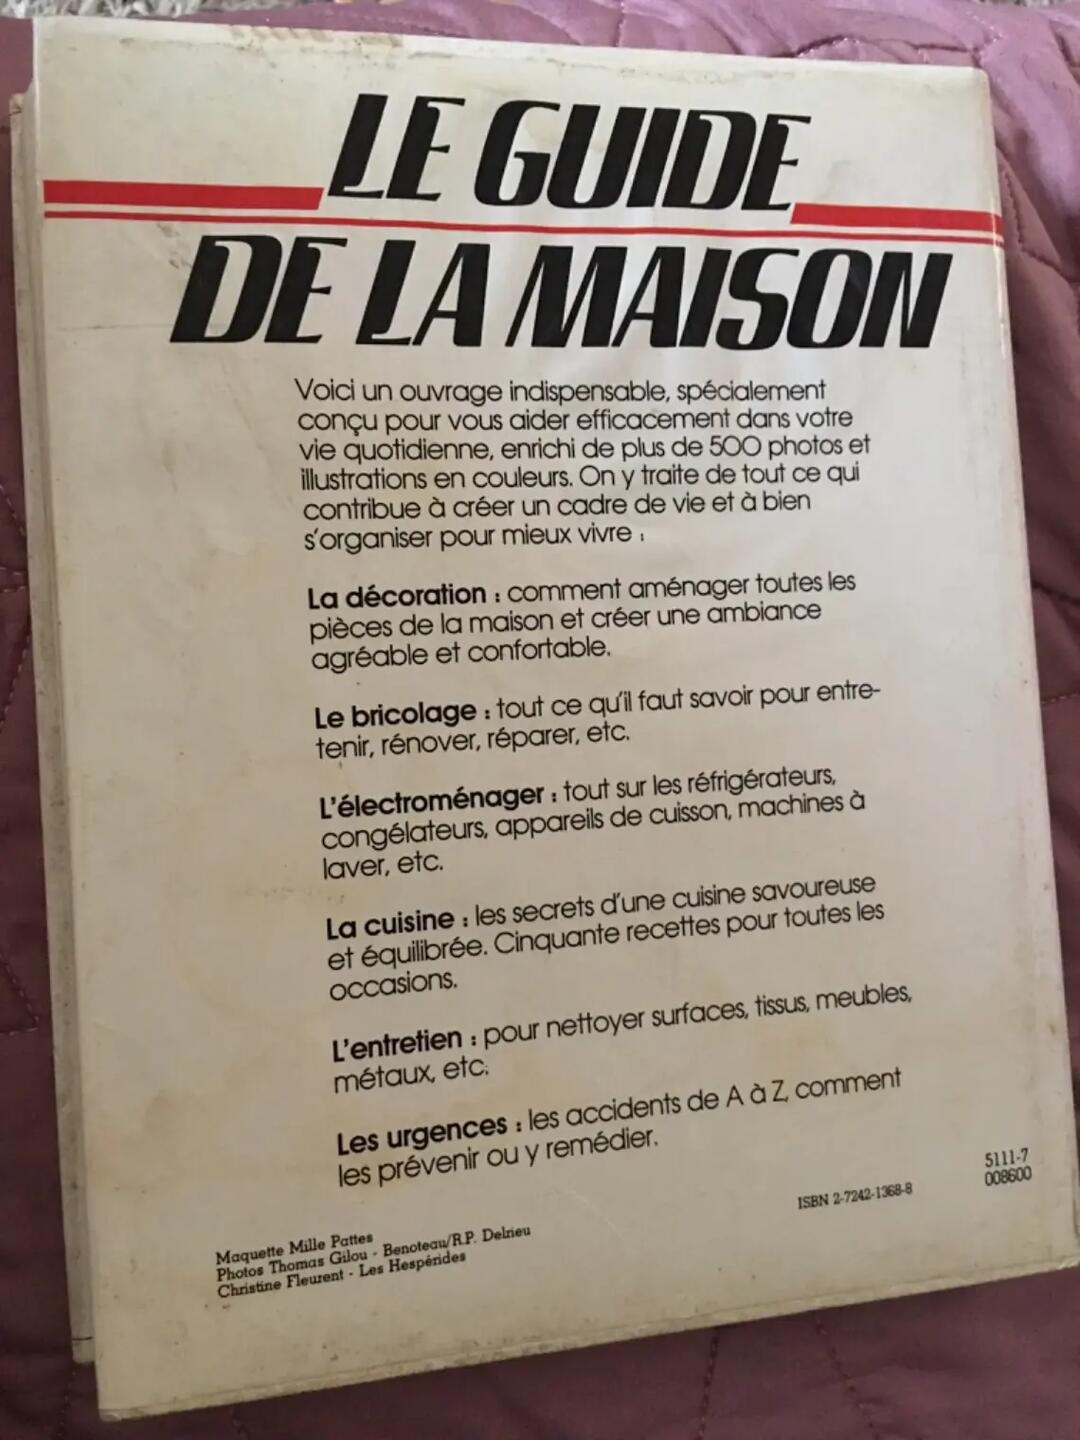 LE GUIDE
DE LA MAISON
Voici un ouvrage indispensable, spécialement
conçu pour vous aider efficacement dans votre
vie quotidienne, enrichi de plus de 500 photos et
illustrations en couleurs. On y traite de tout ce qui
contribue à créer un cadre de vie et à bien
s'organiser pour mieux vivre :
La décoration : comment aménager toutes les
pièces de la maison et créer une ambiance
agréable et confortable.
Le bricolage : tout ce qu'il faut savoir pour entre-
tenir, rénover, réparer, etc.
L'électroménager : tout sur les réfrigérateurs,
congélateurs, appareils de cuisson, machines à
laver, etc.
La cuisine : les secrets d'une cuisine savoureuse
et équilibrée. Cinquante recettes pour toutes les
occasions.
L'entretien : pour nettoyer surfaces, tissus, meubles,
métaux, etc.
Les urgences : les accidents de A à Z, comment
les prévenir ou y remédier.
5111-7
008600
ISBN 2-7242-1368-8
Maquette Mille Pattes
Photos Thomas Gilou - Benoteau/R.P. Delrieu
Christine Fleurent - Les Hespérides